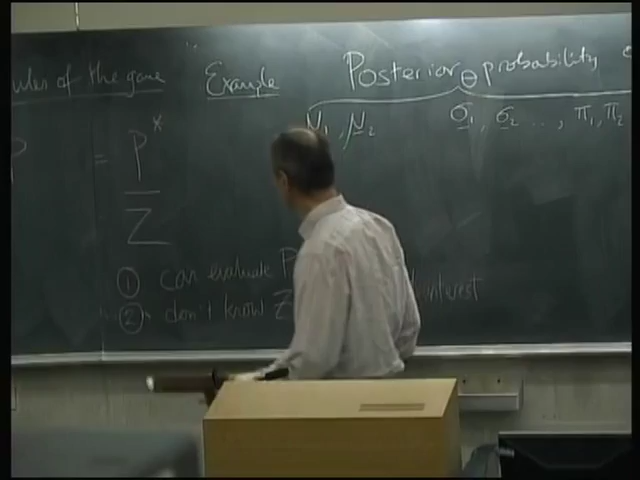 rules of the game
Example
Posterior probability
θ
μ1, μ2
σ1, σ2 ..., π1, π2
P = P*
Z
① can evaluate P
② don't know Z interest